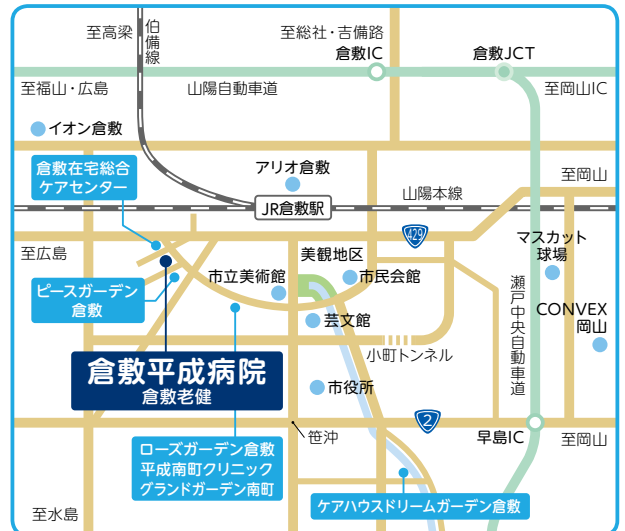 至高梁
伯備線
至総社・吉備路
倉敷IC
倉敷JCT
至福山・広島
山陽自動車道
至岡山IC
イオン倉敷
倉敷在宅総合
ケアセンター
アリオ倉敷
至岡山
山陽本線
JR倉敷駅
429
至広島
美観地区
マスカット
球場
ピースガーデン
倉敷
市立美術館
市民会館
瀬戸中央自動車道
CONVEX
岡山
芸文館
小町トンネル
倉敷平成病院
倉敷老健
市役所
2
笹沖
早島IC
至岡山
ローズガーデン倉敷
平成南町クリニック
グランドガーデン南町
ケアハウスドリームガーデン倉敷
至水島